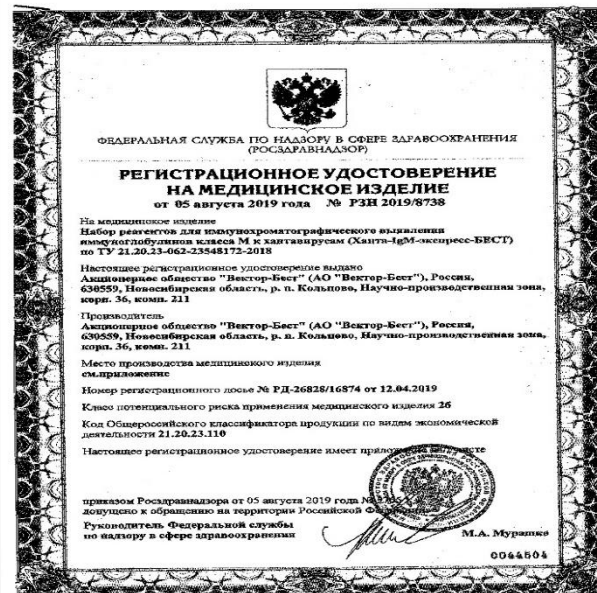 ФЕДЕРАЛЬНАЯ СЛУЖБА ПО НАДЗОРУ В СФЕРЕ ЗДРАВООХРАНЕНИЯ
(РОСЗДРАВНАДЗОР)
РЕГИСТРАЦИОННОЕ УДОСТОВЕРЕНИЕ
НА МЕДИЦИНСКОЕ ИЗДЕЛИЕ
от 05 августа 2019 года № РЗН 2019/8738
На медицинское изделие
Набор реагентов для иммунохроматографического выявления
иммуноглобулинов класса М к хантавирусам (Ханта-IgM-экспресс-БЕСТ)
по ТУ 21.20.23-062-23548172-2018
Настоящее регистрационное удостоверение выдано
Акционерное общество "Вектор-Бест" (АО "Вектор-Бест"), Россия,
630559, Новосибирская область, р. п. Кольцово, Научно-производственная зона,
корп. 36, комн. 211
Производитель
Акционерное общество "Вектор-Бест" (АО "Вектор-Бест"), Россия,
630559, Новосибирская область, р. п. Кольцово, Научно-производственная зона,
корп. 36, комн. 211
Место производства медицинского изделия
см.приложение
Номер регистрационного досье № РД-26828/16874 от 12.04.2019
Класс потенциального риска применения медицинского изделия 2б
Код Общероссийского классификатора продукции по видам экономической
деятельности 21.20.23.110
Настоящее регистрационное удостоверение имеет приложение на листе
приказом Росздравнадзора от 05 августа 2019 года №
допущено к обращению на территории Российской Федерации.
Руководитель Федеральной службы
по надзору в сфере здравоохранения
М.А. Мурашко
0044504